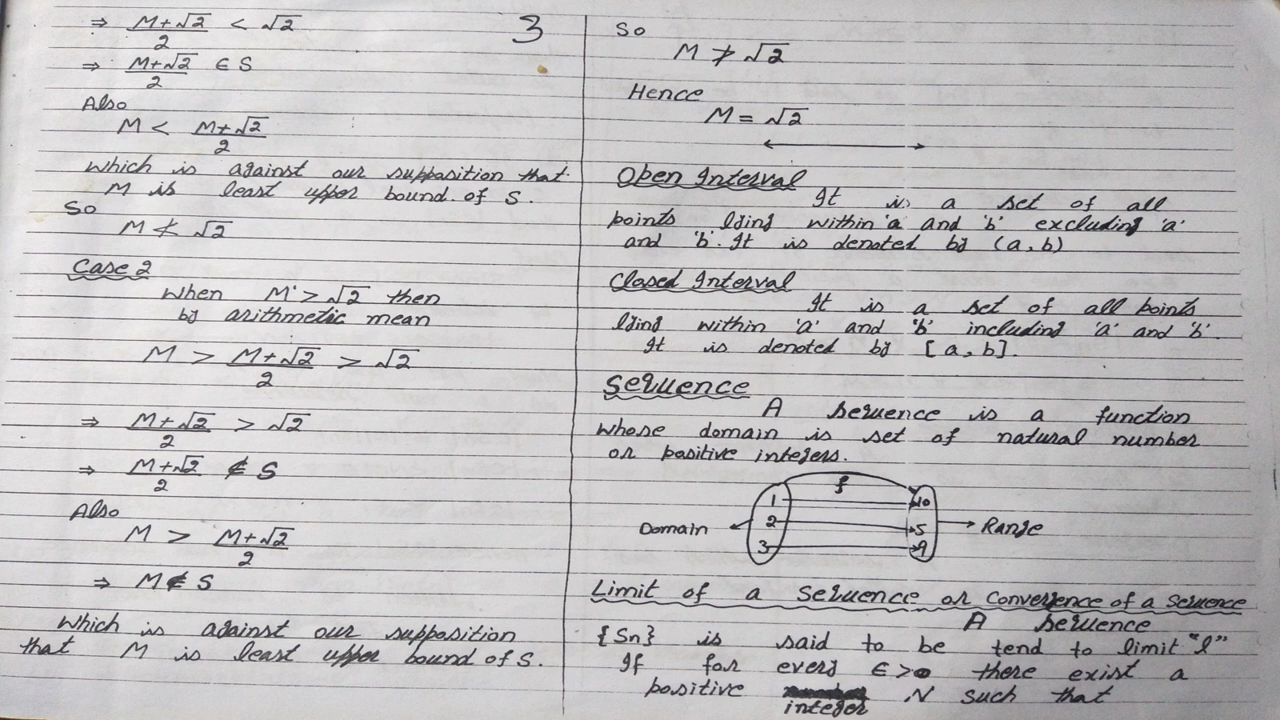 3
⇒ M+√2/2 < √2
⇒ M+√2/2 ∈ S
Also
M < M+√2/2
Which is against our supposition that
M is least upper bound of S.
So
M ≮ √2
Case 2
When M > √2 then
by arithmetic mean
M > M+√2/2 > √2
⇒ M+√2/2 > √2
⇒ M+√2/2 ∉ S
Also
M > M+√2/2
⇒ M ∉ S
Which is against our supposition
that M is least upper bound of S.
So
M ≯ √2
Hence
M = √2
Open Interval
It is a set of all
points lying within 'a' and 'b' excluding 'a'
and 'b'. It is denoted by (a, b)
Closed Interval
It is a set of all points
lying within 'a' and 'b' including 'a' and 'b'.
It is denoted by [a, b].
Sequence
A sequence is a function
whose domain is set of natural number
or positive integers.
f
1 10
Domain 2 5 Range
3 9
Limit of a sequence or Convergence of a sequence
A sequence
{Sn} is said to be tend to limit "l"
If for every ∈>0 there exist a
positive integer N such that